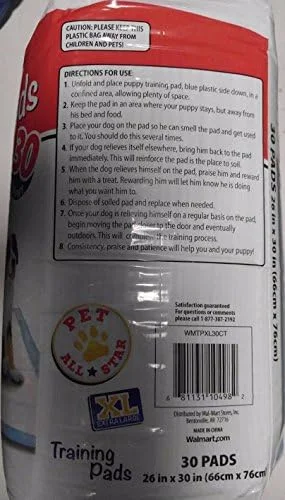 CAUTION: PLEASE KEEP THIS
PLASTIC BAG AWAY FROM
CHILDREN AND PETS!
DIRECTIONS FOR USE
1. Unfold and place puppy training pad, blue plastic side down, in a
confined area, allowing plenty of space.
2. Keep the pad in an area where your puppy stays, but away from
his bed and food.
3. Place your dog on the pad so he can smell the pad and get used
to it. You should do this several times.
4. If your dog relieves itself elsewhere, bring him back to the pad
immediately. This will reinforce the pad is the place to soil.
5. When the dog relieves himself on the pad, praise him and reward
him with a treat. Rewarding him will let him know he is doing
what you want him to.
6. Dispose of soiled pad and replace when needed.
7. Once your dog is relieving himself on a regular basis on the pad,
begin moving the pad closer to the door and eventually
outdoors. This will complete the training process.
8. Consistency, praise and patience will help you and your puppy!
ds
30
30 PADS 26 in x 30 in (66cm x 76cm)
Satisfaction guaranteed
For questions or comments
please call 1-877-387-2192
WMTPXL30CT
6 81131 10498 2
Distributed by Wal-Mart Stores, Inc.
Bentonville, AR 72716
MADE IN CHINA
Walmart.com
PET
ALL STAR
XL
EXTRA LARGE
Training
Pads
30 PADS
26 in x 30 in (66cm x 76cm)